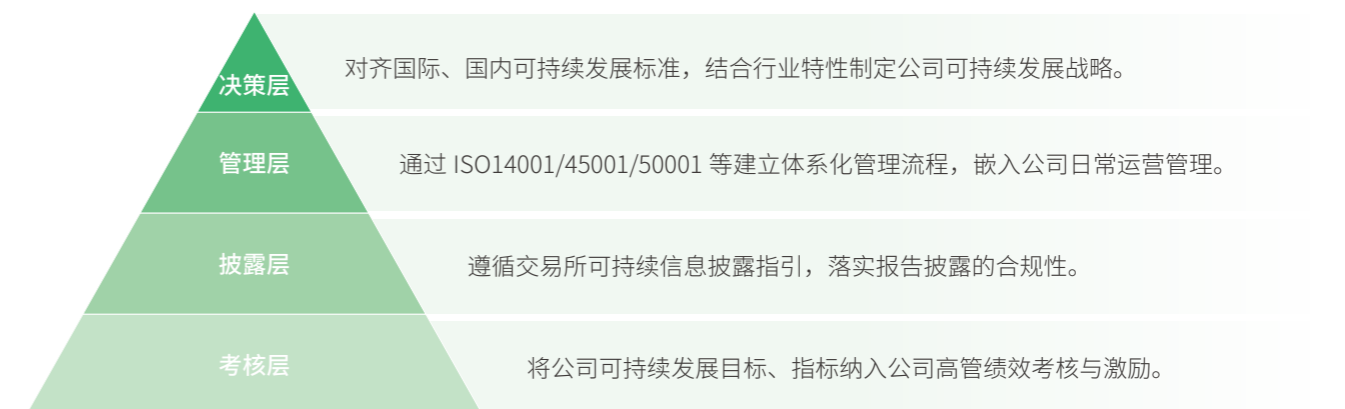 决策层
对齐国际、国内可持续发展标准，结合行业特性制定公司可持续发展战略。
管理层
通过 ISO14001/45001/50001 等建立体系化管理流程，嵌入公司日常运营管理。
披露层
遵循交易所可持续信息披露指引，落实报告披露的合规性。
考核层
将公司可持续发展目标、指标纳入公司高管绩效考核与激励。